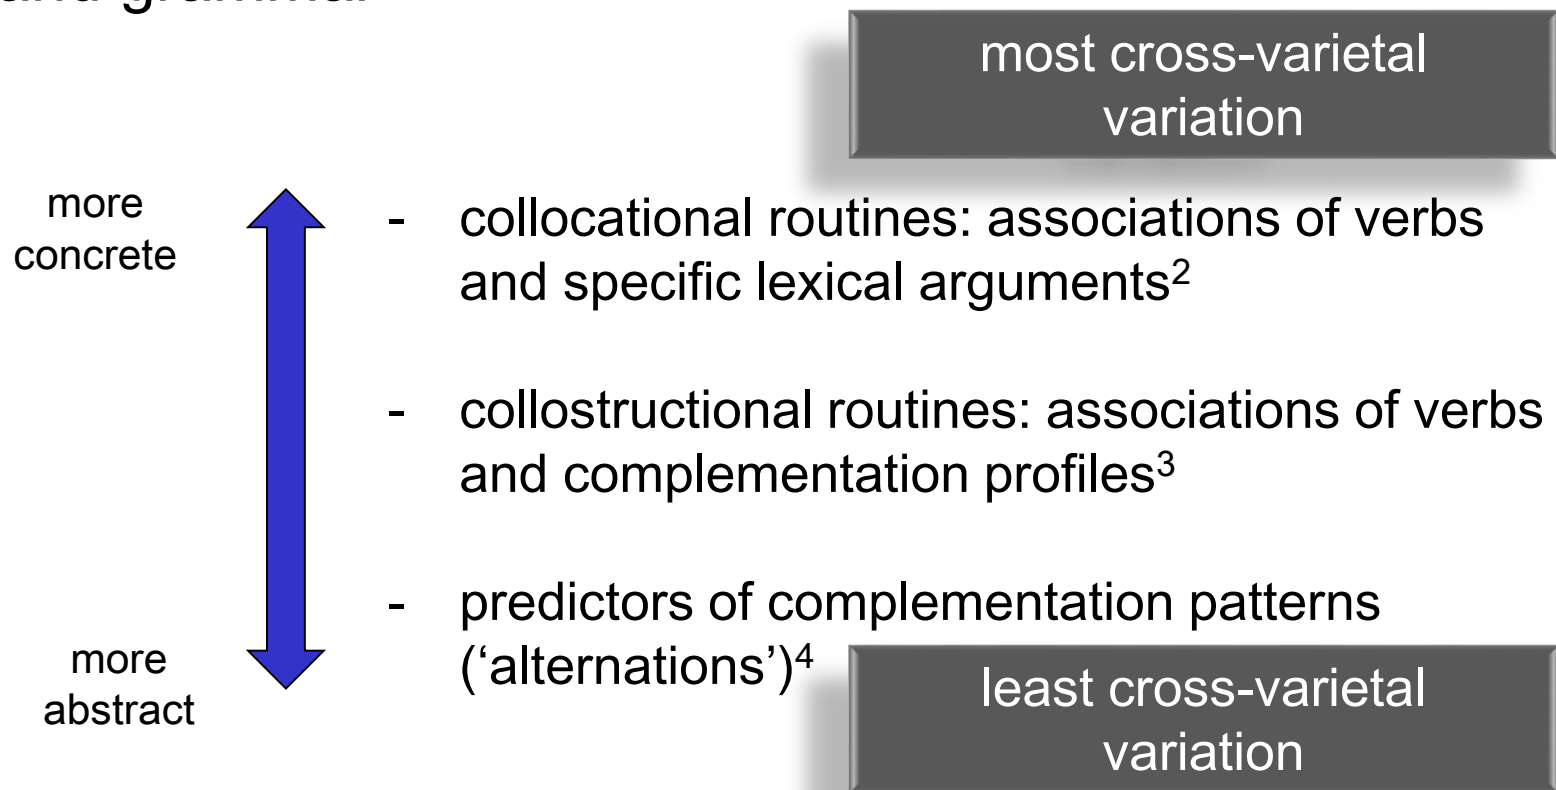 and grammar
most cross-varietal
variation
more
concrete
- collocational routines: associations of verbs
and specific lexical arguments²
- collostructional routines: associations of verbs
and complementation profiles³
- predictors of complementation patterns
(‘alternations’)⁴
more
abstract
least cross-varietal
variation